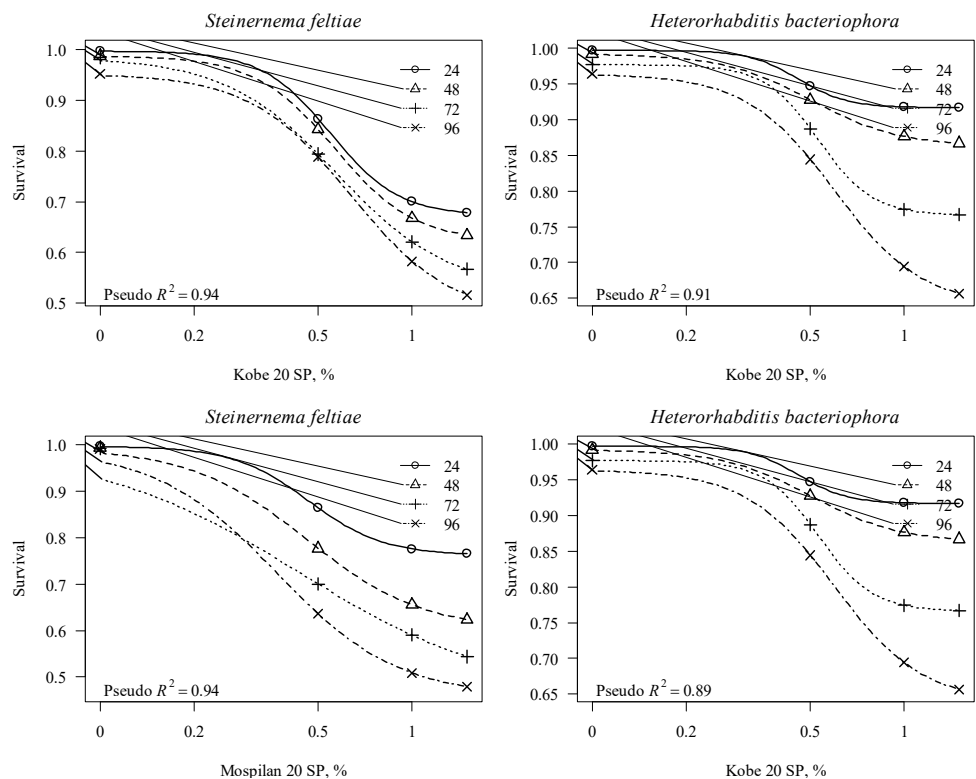 Steinernema feltiae
1.0
0.9
0.8
0.7
0.6
0.5
Survival
24
48
72
96
Pseudo R² = 0.94
0 0.2 0.5 1
Kobe 20 SP, %
Heterorhabditis bacteriophora
1.00
0.95
0.90
0.85
0.80
0.75
0.70
0.65
Survival
24
48
72
96
Pseudo R² = 0.91
0 0.2 0.5 1
Kobe 20 SP, %
Steinernema feltiae
1.0
0.9
0.8
0.7
0.6
0.5
Survival
24
48
72
96
Pseudo R² = 0.94
0 0.2 0.5 1
Mospilan 20 SP, %
Heterorhabditis bacteriophora
1.00
0.95
0.90
0.85
0.80
0.75
0.70
0.65
Survival
24
48
72
96
Pseudo R² = 0.89
0 0.2 0.5 1
Kobe 20 SP, %